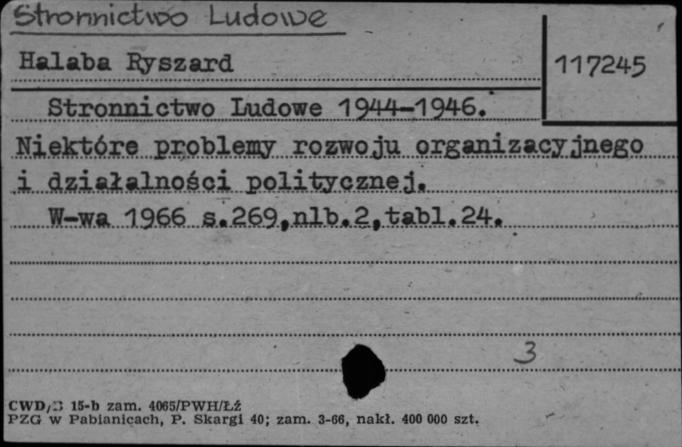 Stronnictwo Ludowe
Halaba Ryszard
117245
Stronnictwo Ludowe 1944-1946.
Niektóre problemy rozwoju organizacyjnego
i działalności politycznej.
W-wa 1966 s.269,nlb.2,tabl.24.
3
15-b zam. 4065/PWH/Łź
PZG w Pabianicach, P. Skargi 40; zam. 3-66, nakł. 400 000 szt.